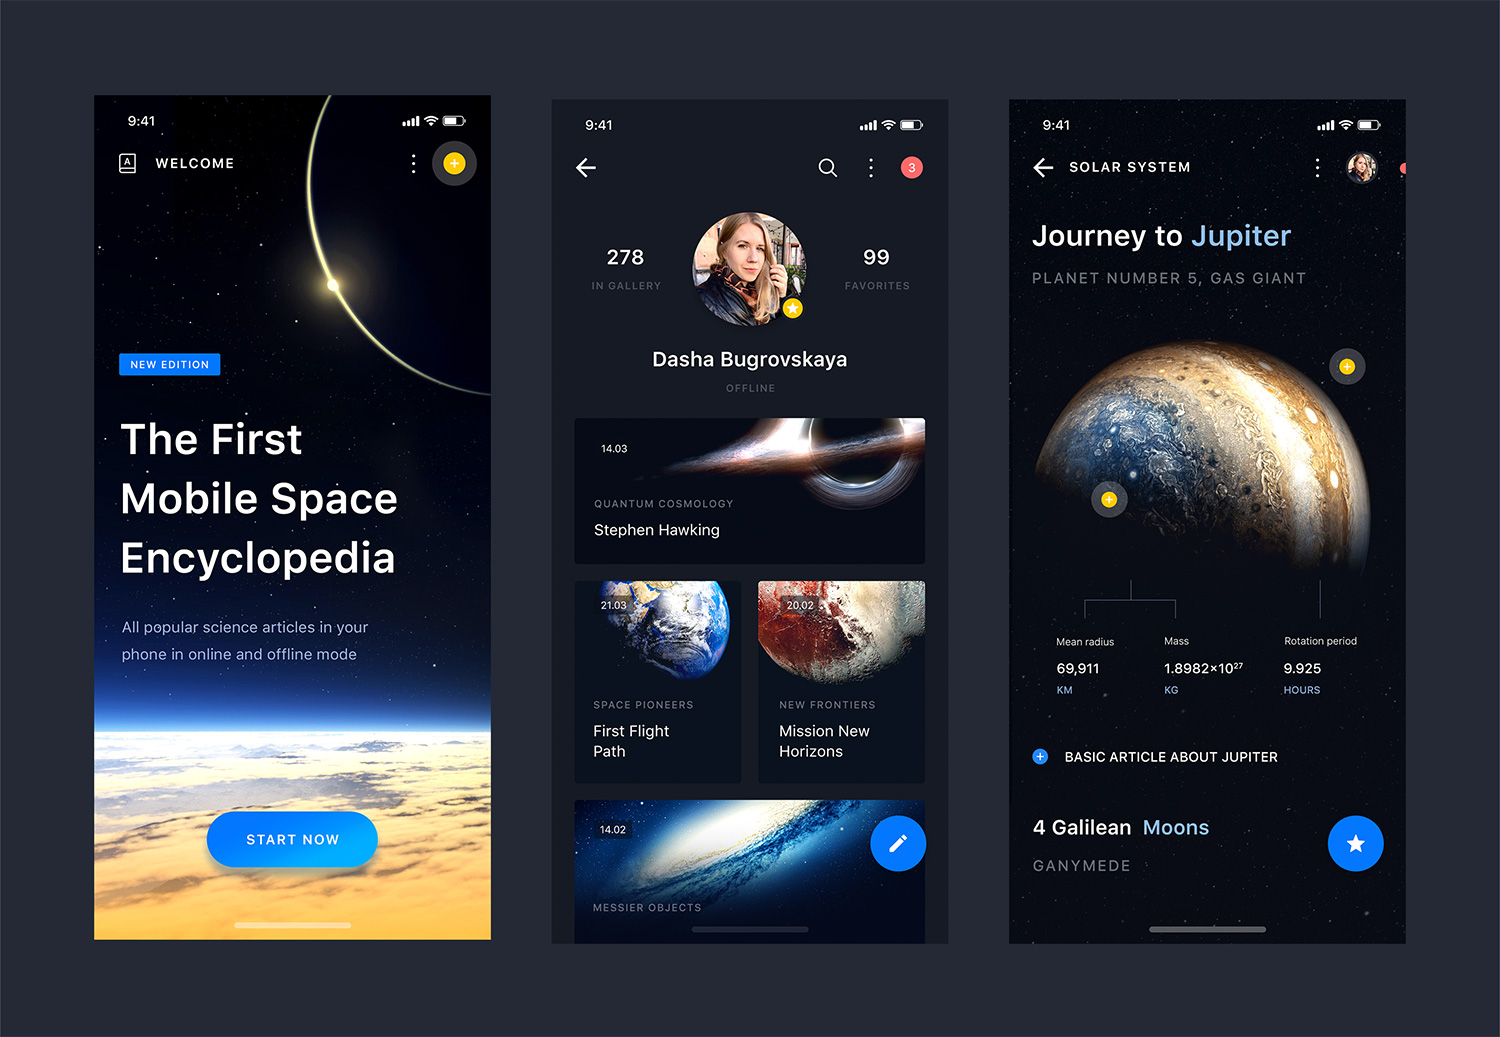 9:41
A WELCOME
NEW EDITION
The First
Mobile Space
Encyclopedia
All popular science articles in your
phone in online and offline mode
START NOW
9:41
3
278
IN GALLERY
99
FAVORITES
Dasha Bugrovskaya
OFFLINE
14.03
QUANTUM COSMOLOGY
Stephen Hawking
21.03
SPACE PIONEERS
First Flight
Path
20.02
NEW FRONTIERS
Mission New
Horizons
14.02
MESSIER OBJECTS
9:41
SOLAR SYSTEM
Journey to Jupiter
PLANET NUMBER 5, GAS GIANT
Mean radius
69,911
KM
Mass
1.8982×10²⁷
KG
Rotation period
9.925
HOURS
BASIC ARTICLE ABOUT JUPITER
4 Galilean Moons
GANYMEDE